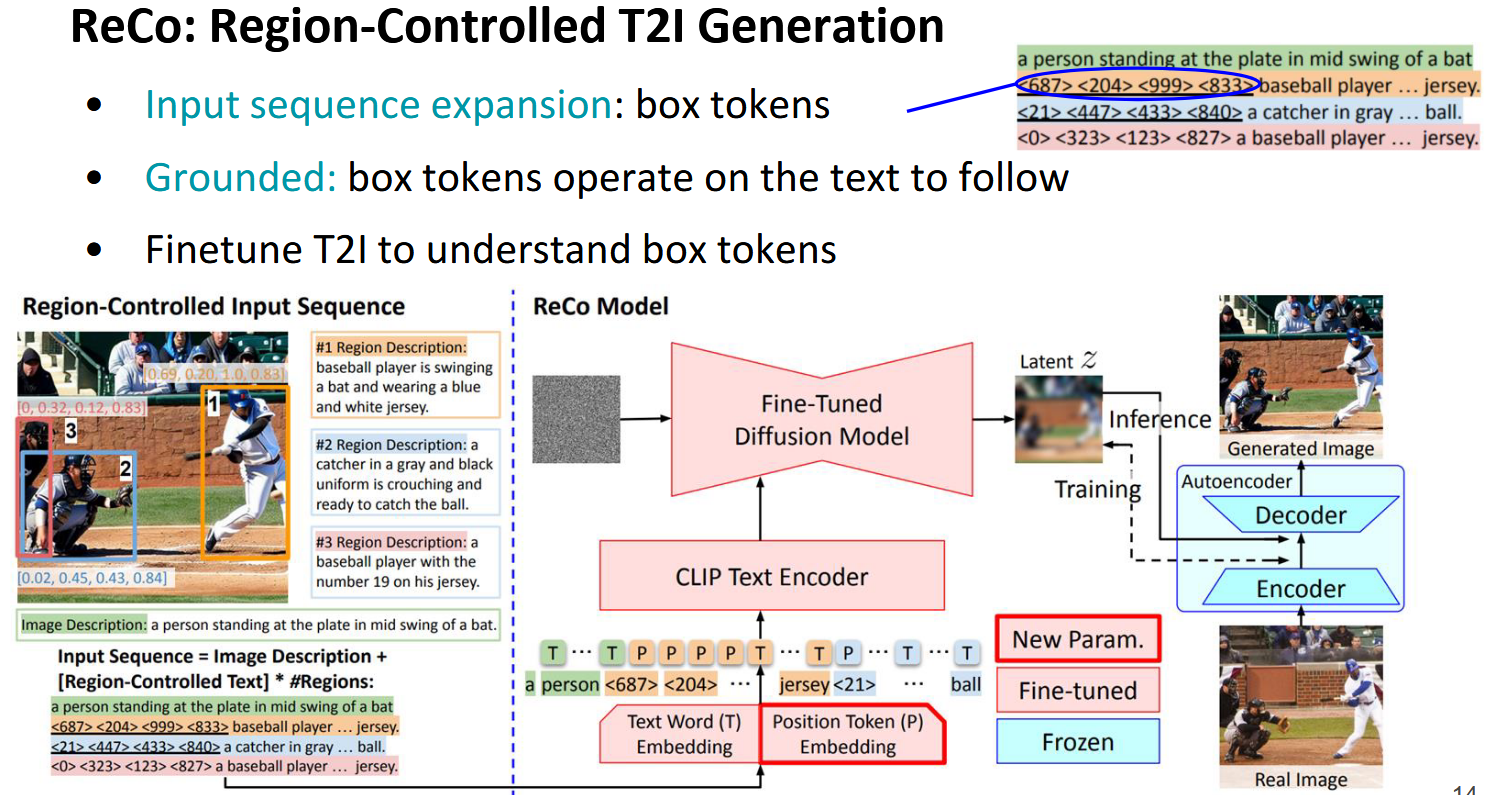 ReCo: Region-Controlled T2I Generation
• Input sequence expansion: box tokens
• Grounded: box tokens operate on the text to follow
• Finetune T2I to understand box tokens
a person standing at the plate in mid swing of a bat
<687> <204> <999> <833> baseball player … jersey.
<21> <447> <433> <840> a catcher in gray … ball.
<0> <323> <123> <827> a baseball player … jersey.
Region-Controlled Input Sequence
[0.69, 0.20, 1.0, 0.83]
[0, 0.32, 0.12, 0.83]
1
3
2
[0.02, 0.45, 0.43, 0.84]
#1 Region Description:
baseball player is swinging
a bat and wearing a blue
and white jersey.
#2 Region Description: a
catcher in a gray and black
uniform is crouching and
ready to catch the ball.
#3 Region Description: a
baseball player with the
number 19 on his jersey.
Image Description: a person standing at the plate in mid swing of a bat.
Input Sequence = Image Description +
[Region-Controlled Text] * #Regions:
a person standing at the plate in mid swing of a bat
<687> <204> <999> <833> baseball player … jersey.
<21> <447> <433> <840> a catcher in gray … ball.
<0> <323> <123> <827> a baseball player … jersey.
ReCo Model
Fine-Tuned
Diffusion Model
CLIP Text Encoder
T … T P P P P T … T P … T … T
a person <687> <204> … jersey <21> … ball
Text Word (T)
Embedding
Position Token (P)
Embedding
Latent z
Inference
Training
Generated Image
Autoencoder
Decoder
Encoder
Real Image
New Param.
Fine-tuned
Frozen
14